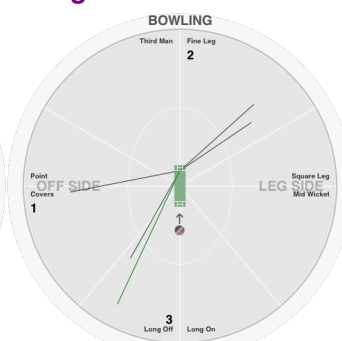 BOWLING
Third Man
Fine Leg
2
Point
OFF SIDE
Covers
1
Square Leg
LEG SIDE
Mid Wicket
3
Long Off
Long On